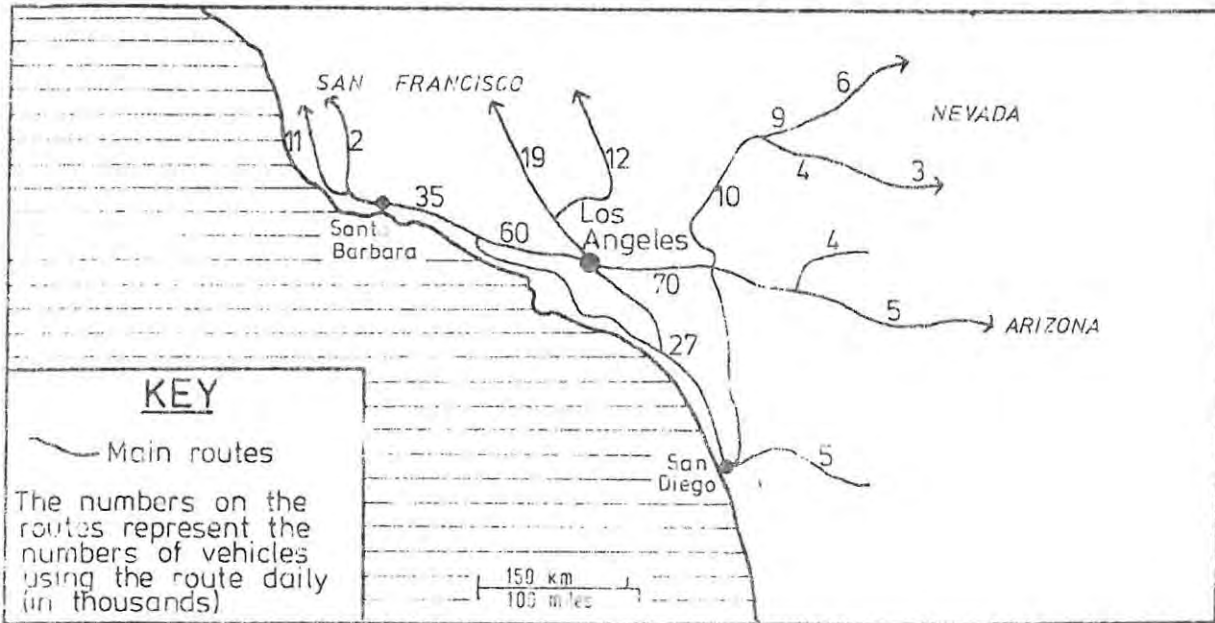 6
SAN FRANCISCO
NEVADA
9
11
2
19
12
4
3
10
35
Los
Angeles
Santa
Barbara
60
4
70
5
ARIZONA
27
KEY
Main routes
San
Diego
5
The numbers on the
routes represent the
numbers of vehicles
using the route daily
(in thousands)
150 km
100 miles